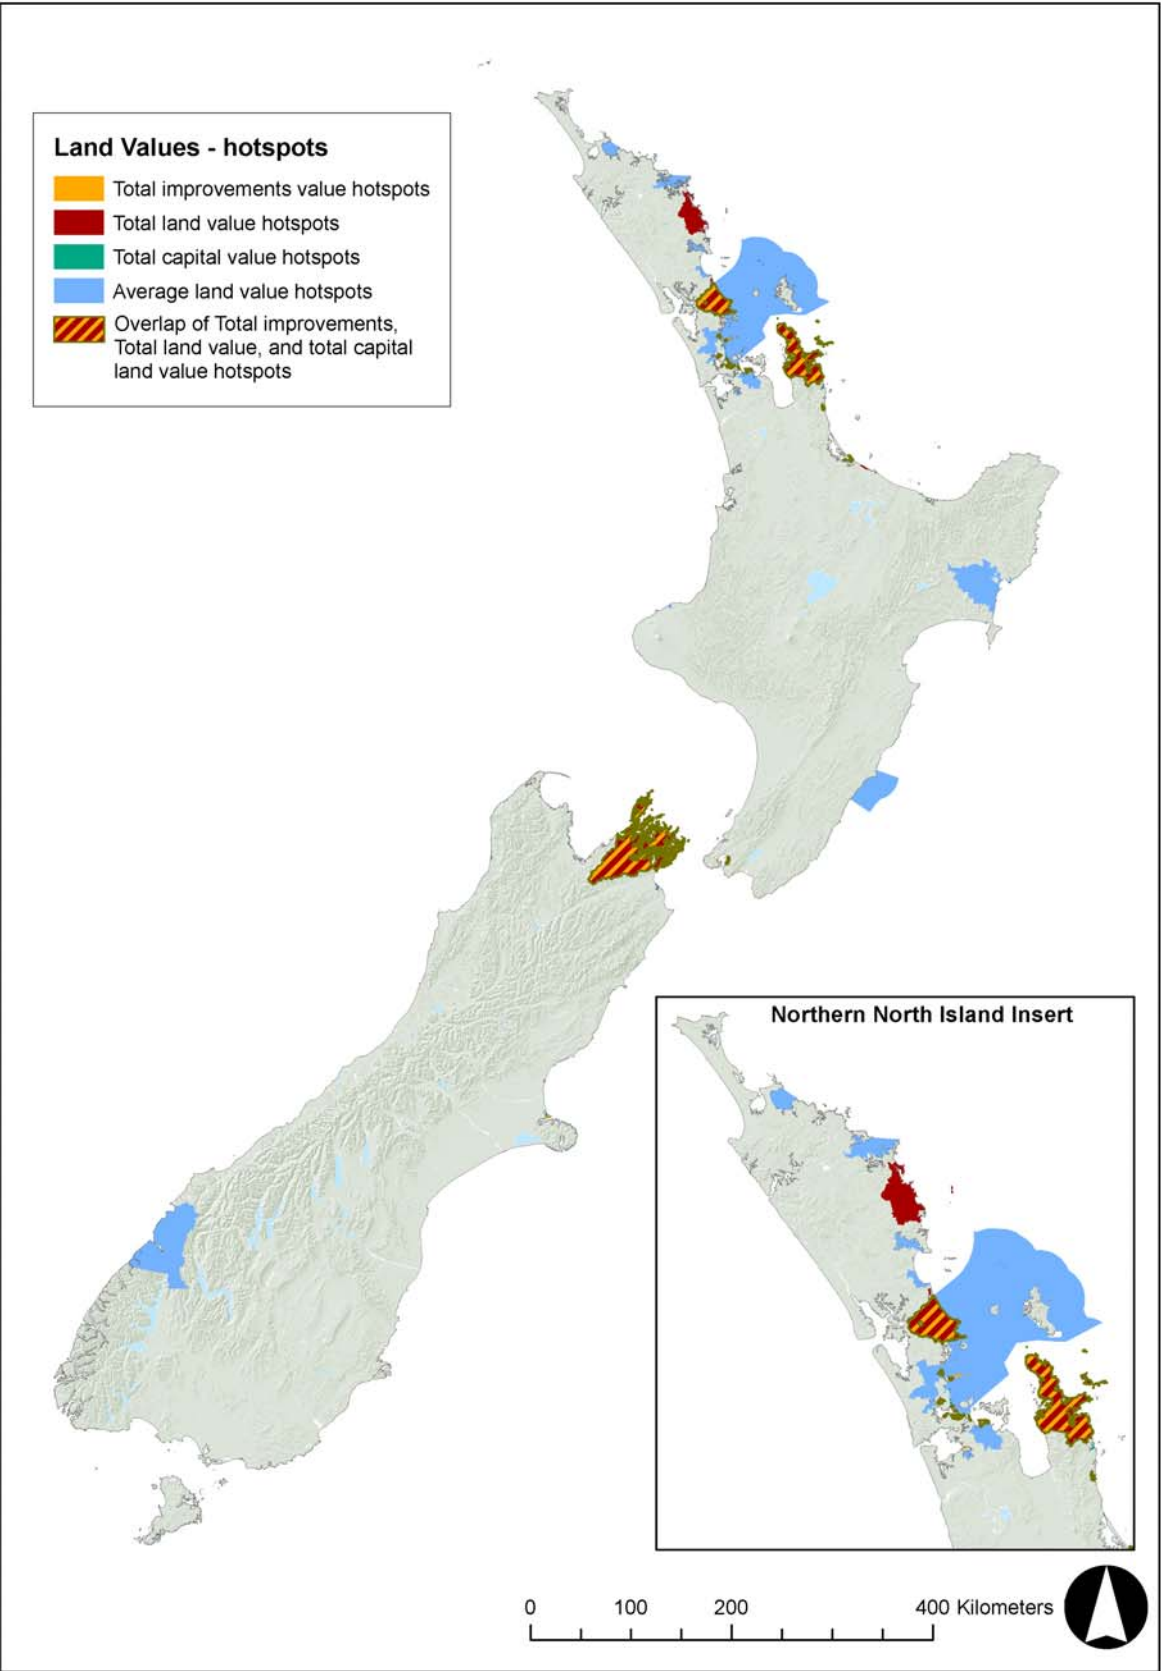 Land Values - hotspots
Total improvements value hotspots
Total land value hotspots
Total capital value hotspots
Average land value hotspots
Overlap of Total improvements,
Total land value, and total capital
land value hotspots
Northern North Island Insert
0 100 200 400 Kilometers